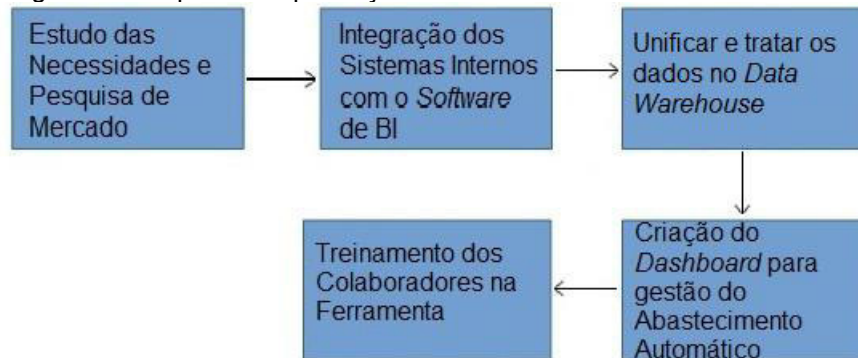 Estudo das
Necessidades e
Pesquisa de
Mercado
Integração dos
Sistemas Internos
com o Software
de BI
Unificar e tratar os
dados no Data
Warehouse
Criação do
Dashboard para
gestão do
Abastecimento
Automático
Treinamento dos
Colaboradores na
Ferramenta